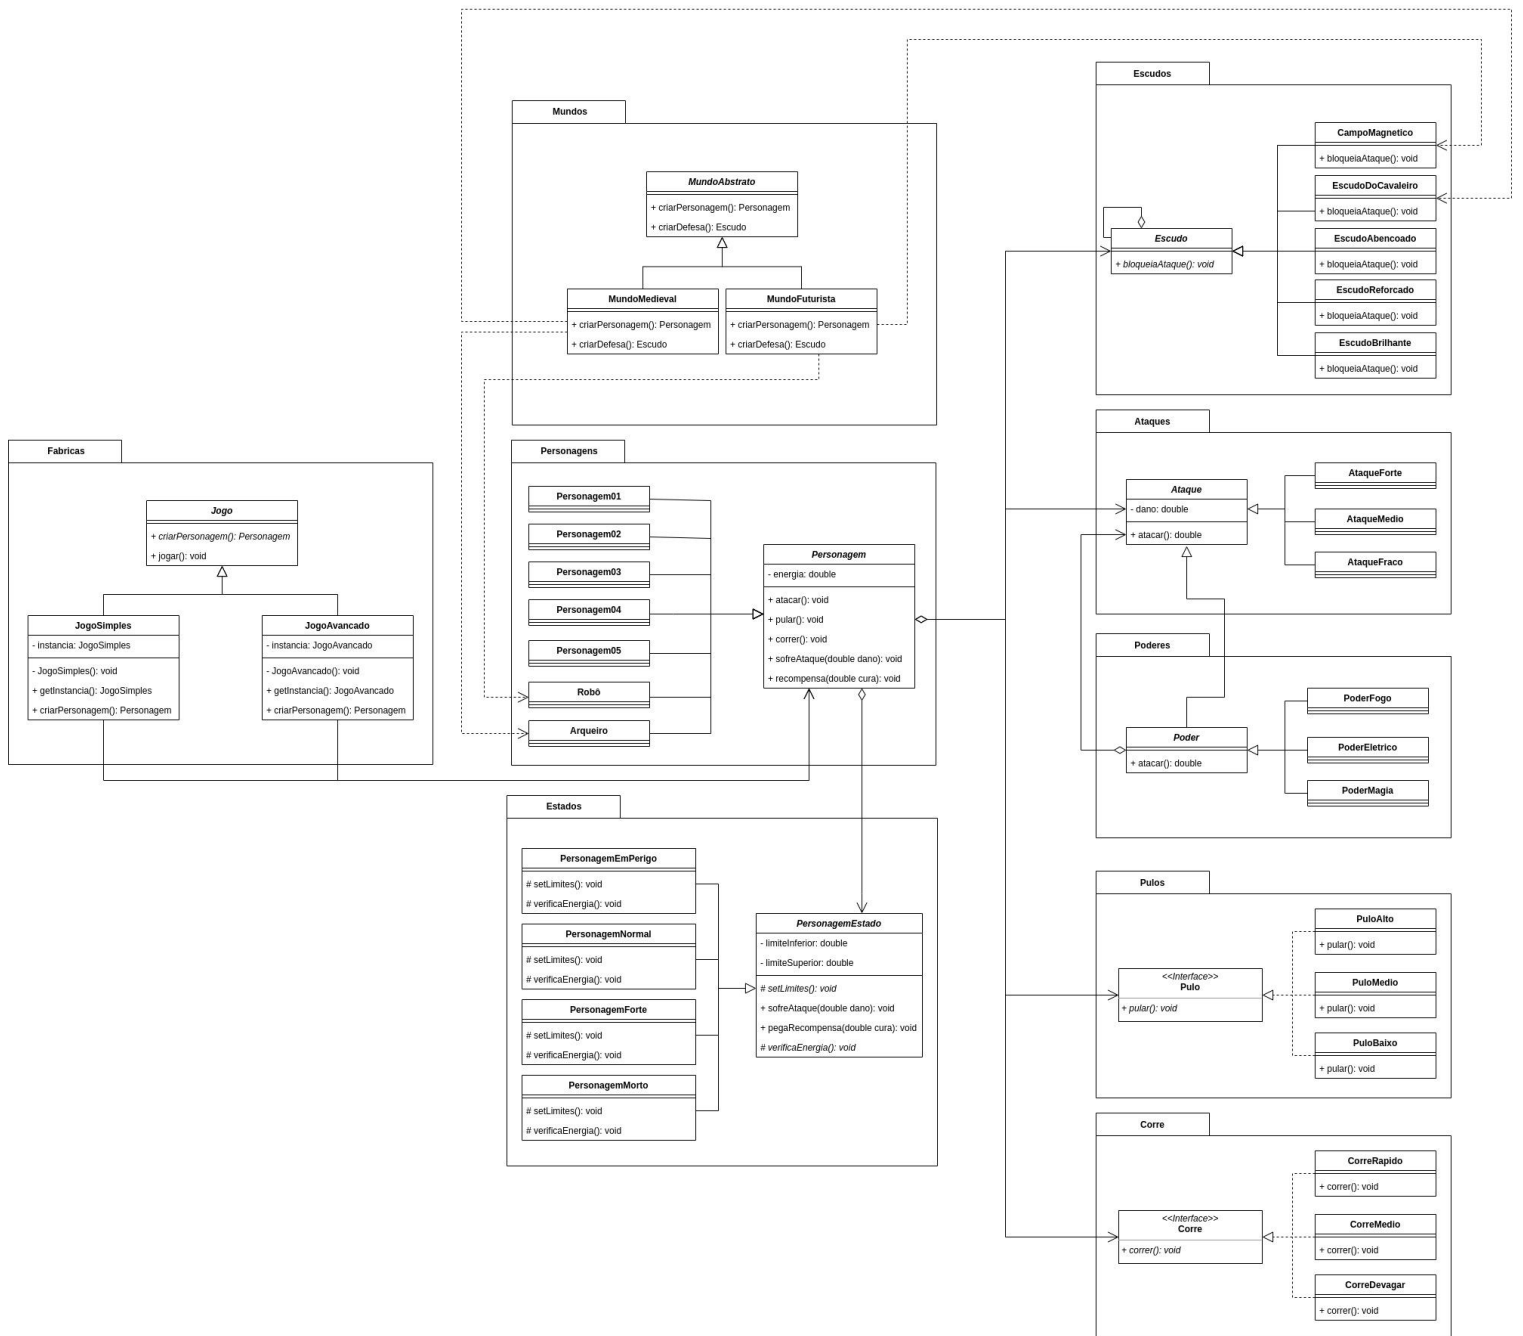 Mundos
MundoAbstrato
+ criarPersonagem(): Personagem
+ criarDefesa(): Escudo
MundoMedieval
+ criarPersonagem(): Personagem
+ criarDefesa(): Escudo
MundoFuturista
+ criarPersonagem(): Personagem
+ criarDefesa(): Escudo
Fabricas
Jogo
+ criarPersonagem(): Personagem
+ jogar(): void
JogoSimples
- instancia: JogoSimples
- JogoSimples(): void
+ getInstancia(): JogoSimples
+ criarPersonagem(): Personagem
JogoAvancado
- instancia: JogoAvancado
- JogoAvancado(): void
+ getInstancia(): JogoAvancado
+ criarPersonagem(): Personagem
Personagens
Personagem01
Personagem02
Personagem03
Personagem04
Personagem05
Robô
Arqueiro
Personagem
- energia: double
+ atacar(): void
+ pular(): void
+ correr(): void
+ sofreAtaque(double dano): void
+ recompensa(double cura): void
Estados
PersonagemEmPerigo
# setLimites(): void
# verificaEnergia(): void
PersonagemNormal
# setLimites(): void
# verificaEnergia(): void
PersonagemForte
# setLimites(): void
# verificaEnergia(): void
PersonagemMorto
# setLimites(): void
# verificaEnergia(): void
PersonagemEstado
- limiteInferior: double
- limiteSuperior: double
# setLimites(): void
+ sofreAtaque(double dano): void
+ pegaRecompensa(double cura): void
# verificaEnergia(): void
Escudos
Escudo
+ bloqueiaAtaque(): void
CampoMagnetico
+ bloqueiaAtaque(): void
EscudoDoCavaleiro
+ bloqueiaAtaque(): void
EscudoAbencoado
+ bloqueiaAtaque(): void
EscudoReforcado
+ bloqueiaAtaque(): void
EscudoBrilhante
+ bloqueiaAtaque(): void
Ataques
Ataque
- dano: double
+ atacar(): double
AtaqueForte
AtaqueMedio
AtaqueFraco
Poderes
Poder
+ atacar(): double
PoderFogo
PoderEletrico
PoderMagia
Pulos
<<Interface>>
Pulo
+ pular(): void
PuloAlto
+ pular(): void
PuloMedio
+ pular(): void
PuloBaixo
+ pular(): void
Corre
<<Interface>>
Corre
+ correr(): void
CorreRapido
+ correr(): void
CorreMedio
+ correr(): void
CorreDevagar
+ correr(): void